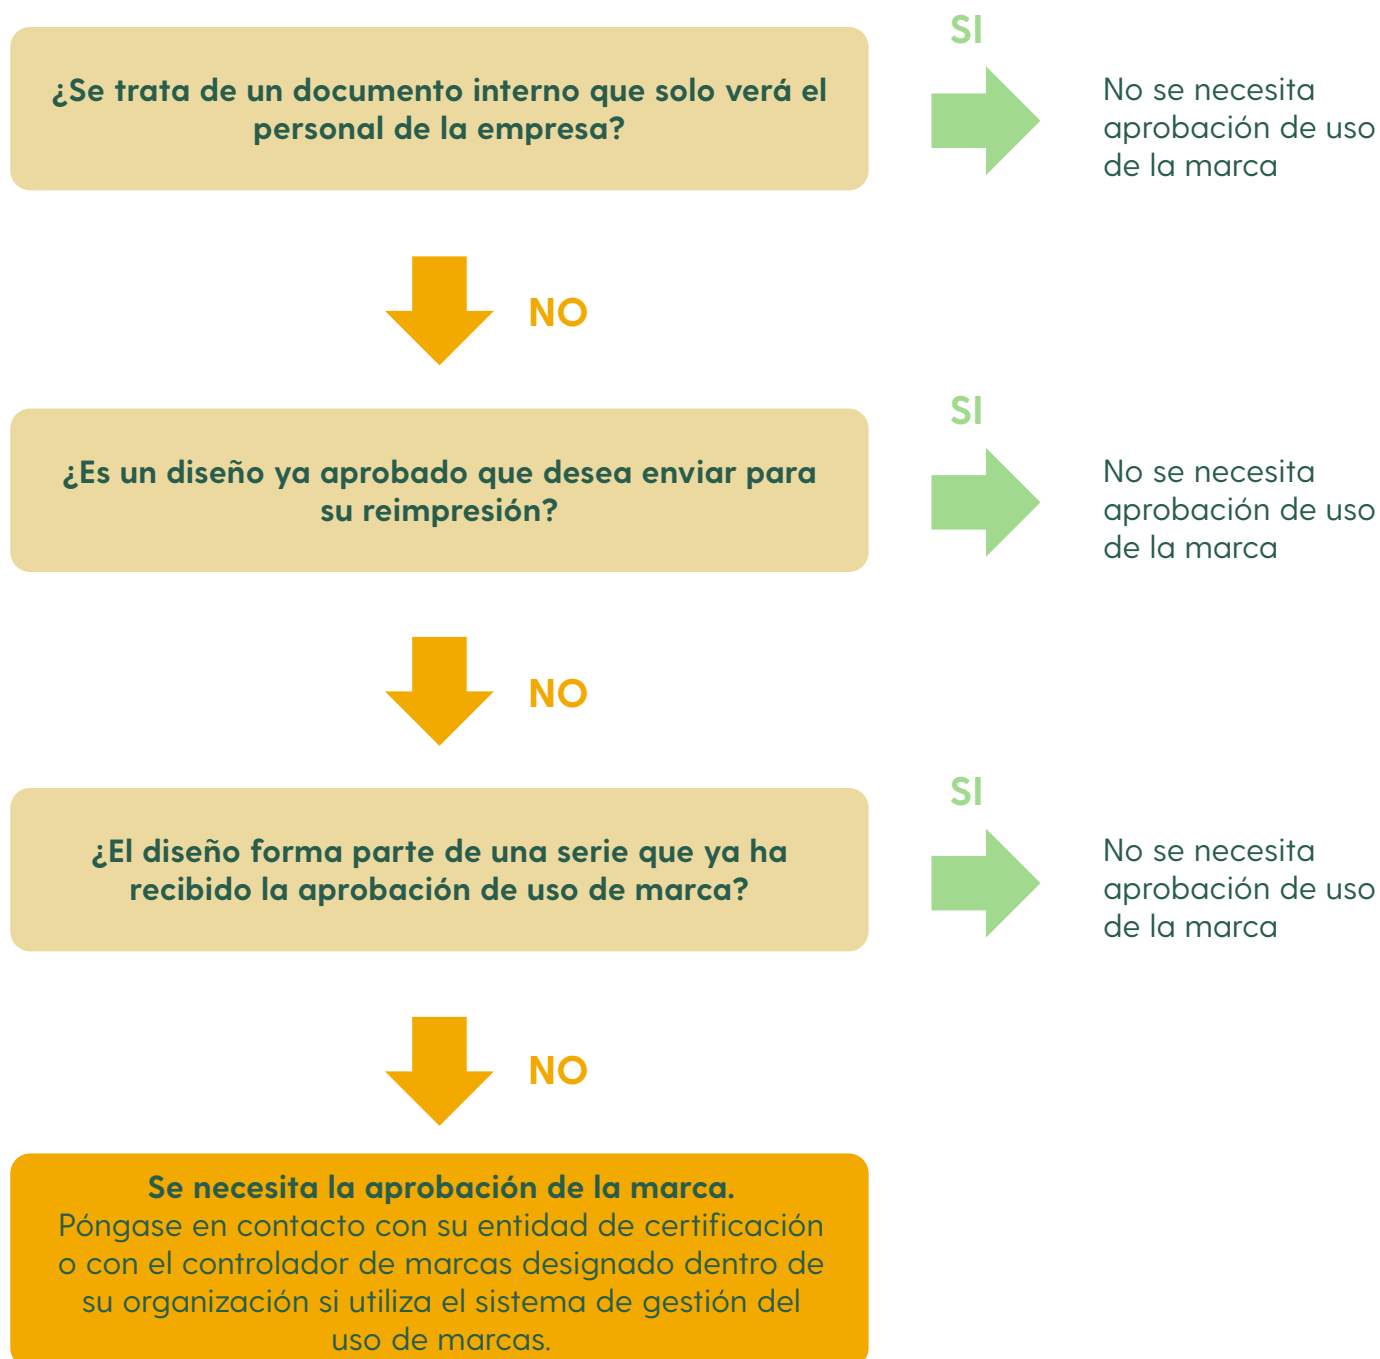 ¿Se trata de un documento interno que solo verá el
personal de la empresa?
SI
No se necesita
aprobación de uso
de la marca
NO
¿Es un diseño ya aprobado que desea enviar para
su reimpresión?
SI
No se necesita
aprobación de uso
de la marca
NO
¿El diseño forma parte de una serie que ya ha
recibido la aprobación de uso de marca?
SI
No se necesita
aprobación de uso
de la marca
NO
Se necesita la aprobación de la marca.
Póngase en contacto con su entidad de certificación
o con el controlador de marcas designado dentro de
su organización si utiliza el sistema de gestión del
uso de marcas.